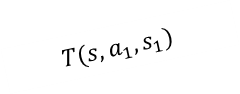 T(s, a₁, s₁)